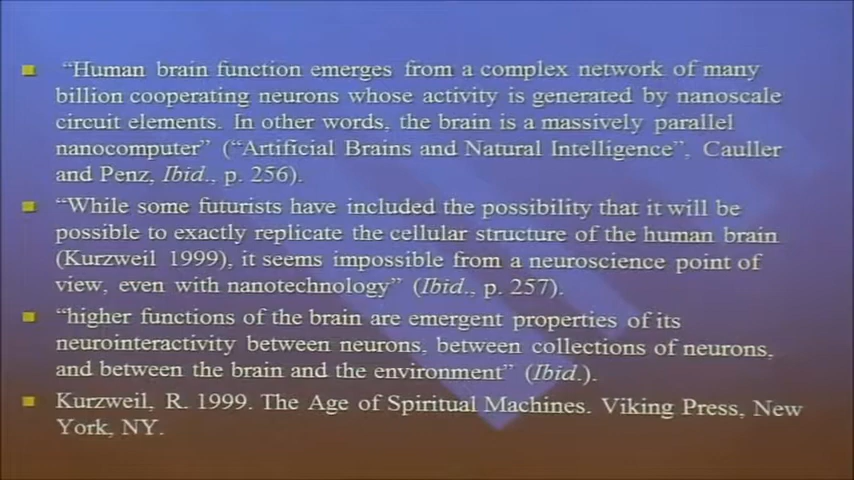 “Human brain function emerges from a complex network of many
billion cooperating neurons whose activity is generated by nanoscale
circuit elements. In other words, the brain is a massively parallel
nanocomputer” (“Artificial Brains and Natural Intelligence”, Cauller
and Penz, Ibid., p. 256).
“While some futurists have included the possibility that it will be
possible to exactly replicate the cellular structure of the human brain
(Kurzweil 1999), it seems impossible from a neuroscience point of
view, even with nanotechnology” (Ibid., p. 257).
“higher functions of the brain are emergent properties of its
neurointeractivity between neurons, between collections of neurons,
and between the brain and the environment” (Ibid.).
Kurzweil, R. 1999. The Age of Spiritual Machines. Viking Press, New
York, NY.